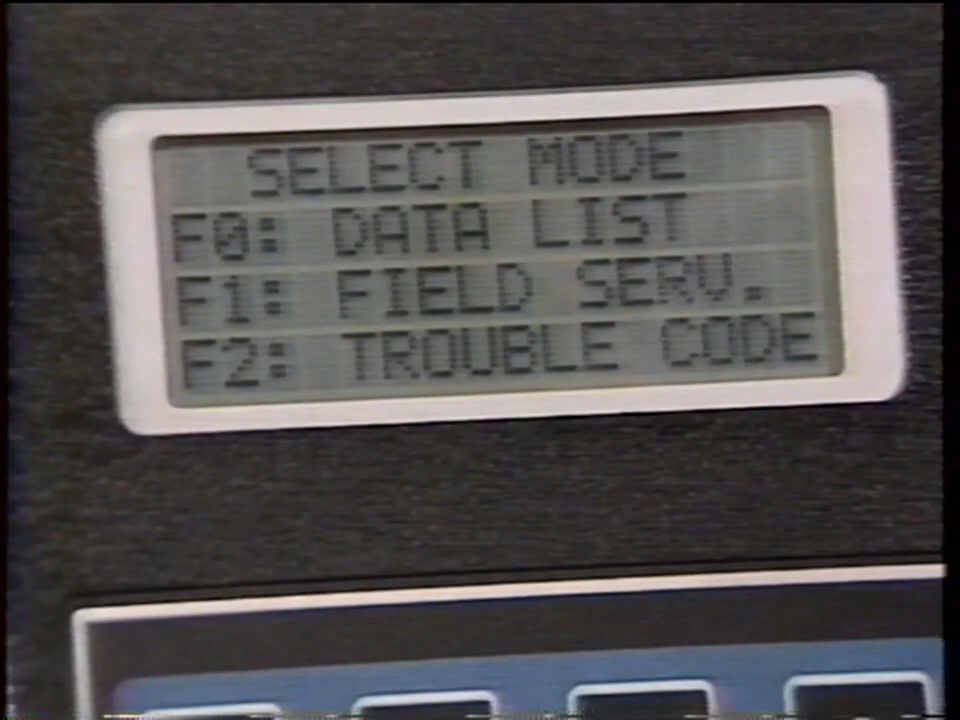 SELECT MODE
F0: DATA LIST
F1: FIELD SERV.
F2: TROUBLE CODE